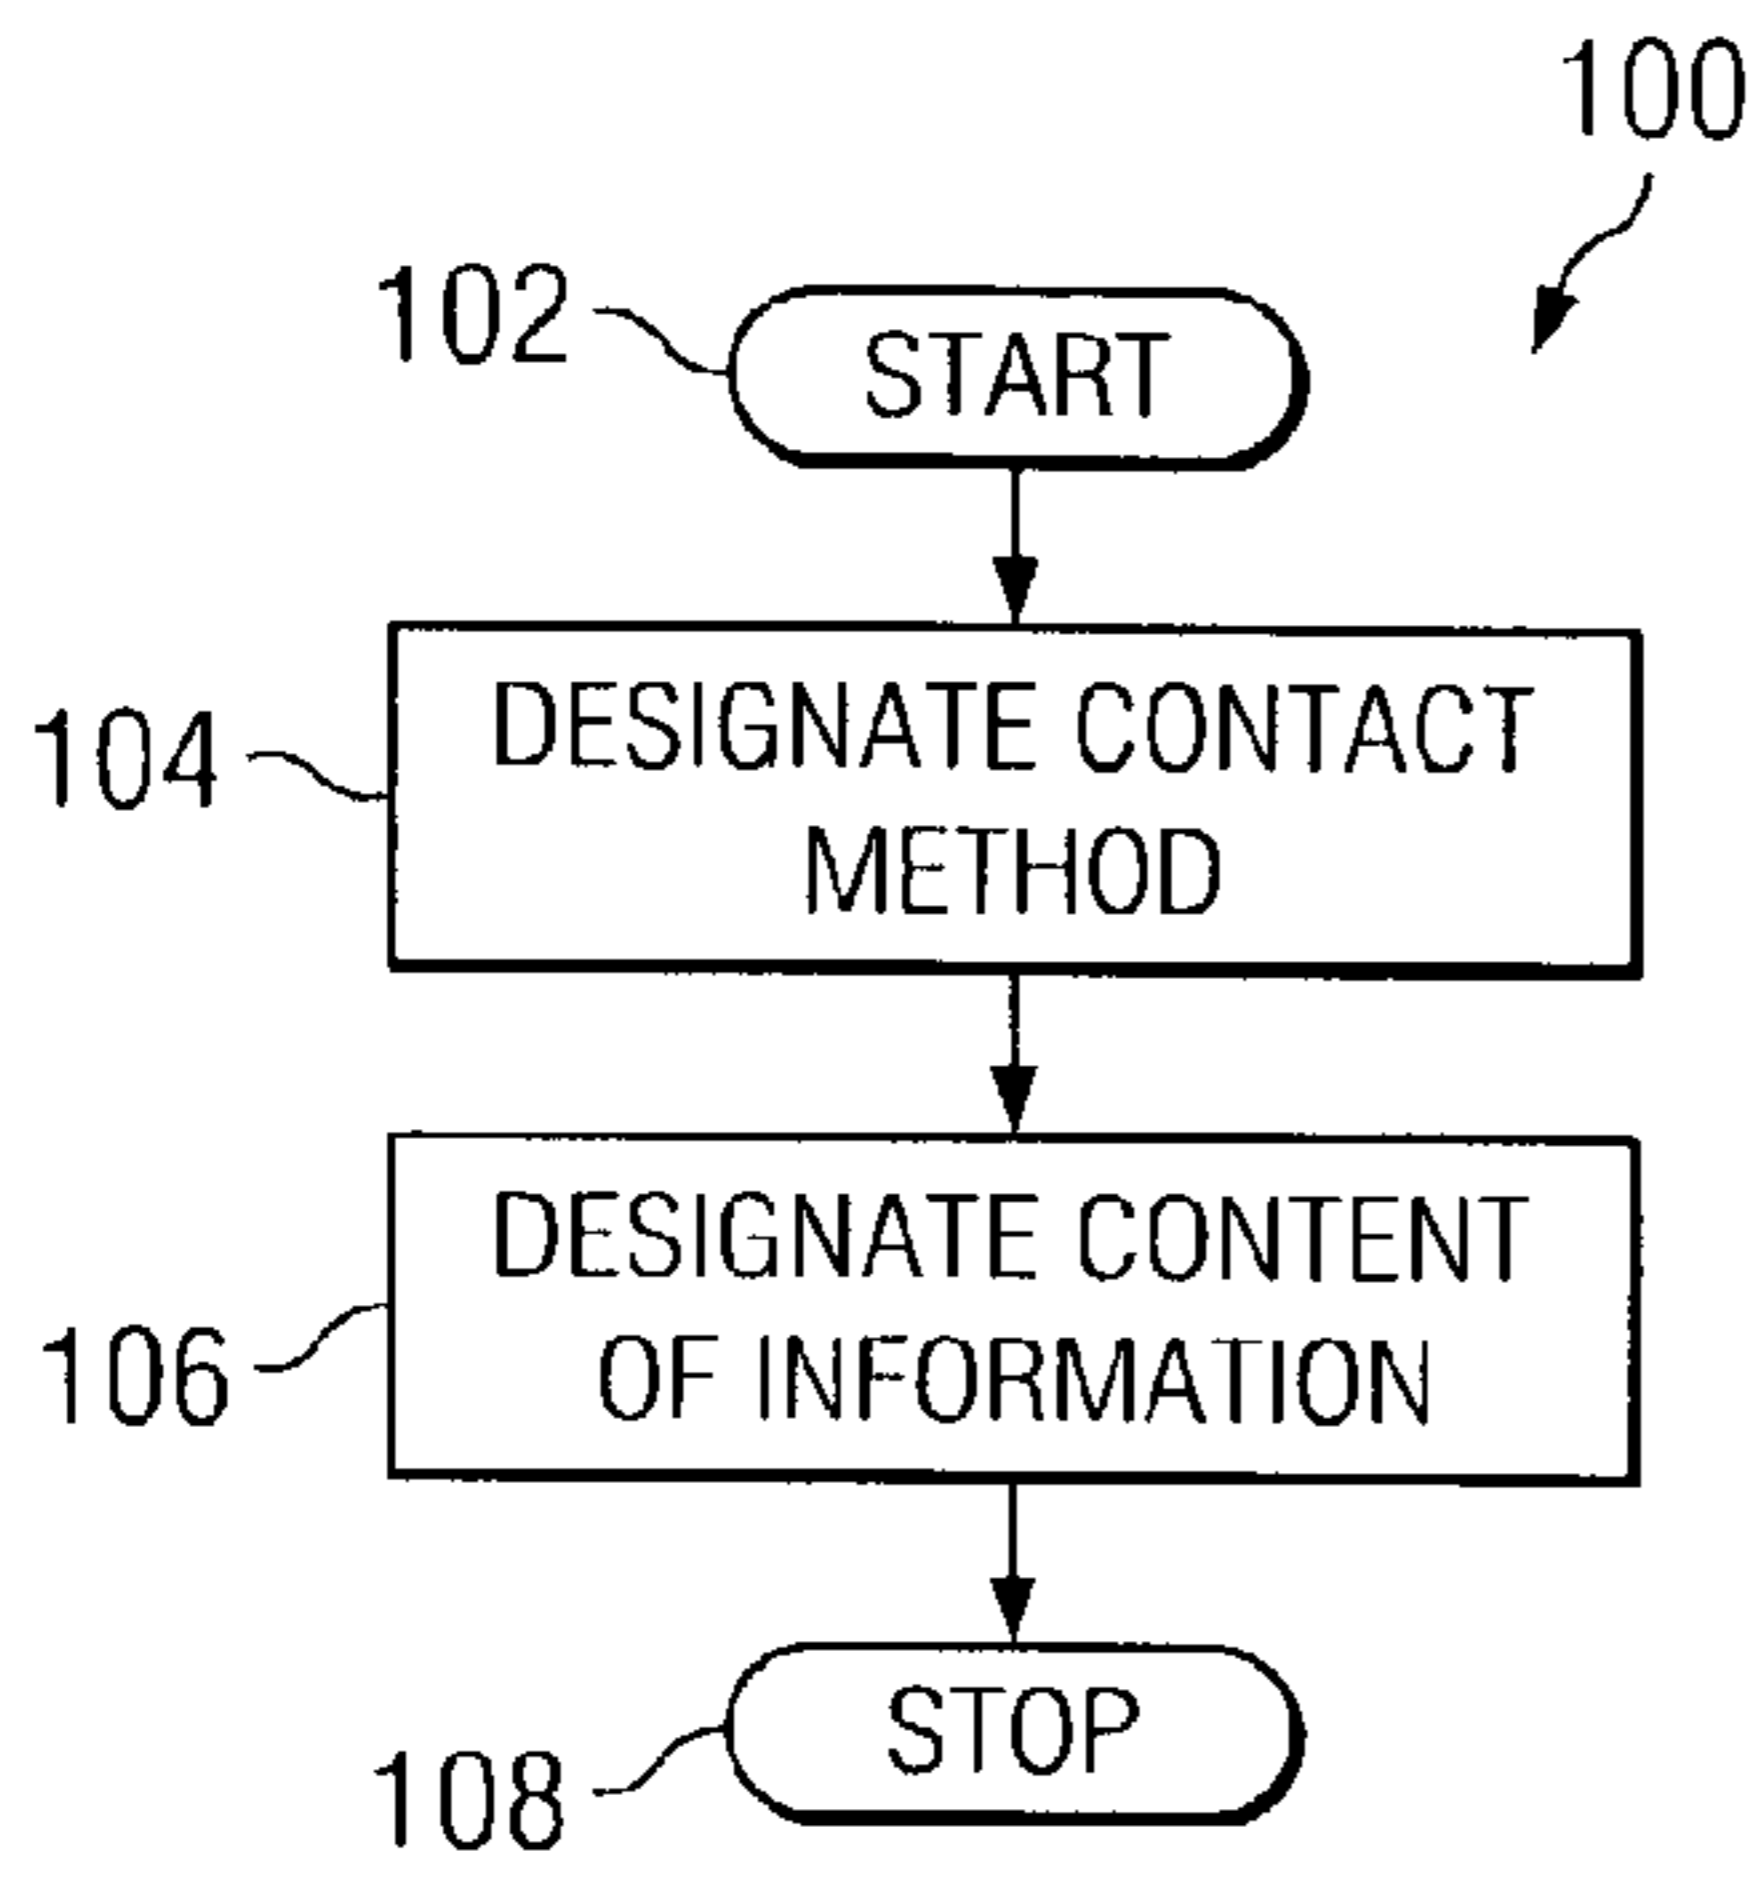 100
102
START
104
DESIGNATE CONTACT
METHOD
106
DESIGNATE CONTENT
OF INFORMATION
108
STOP